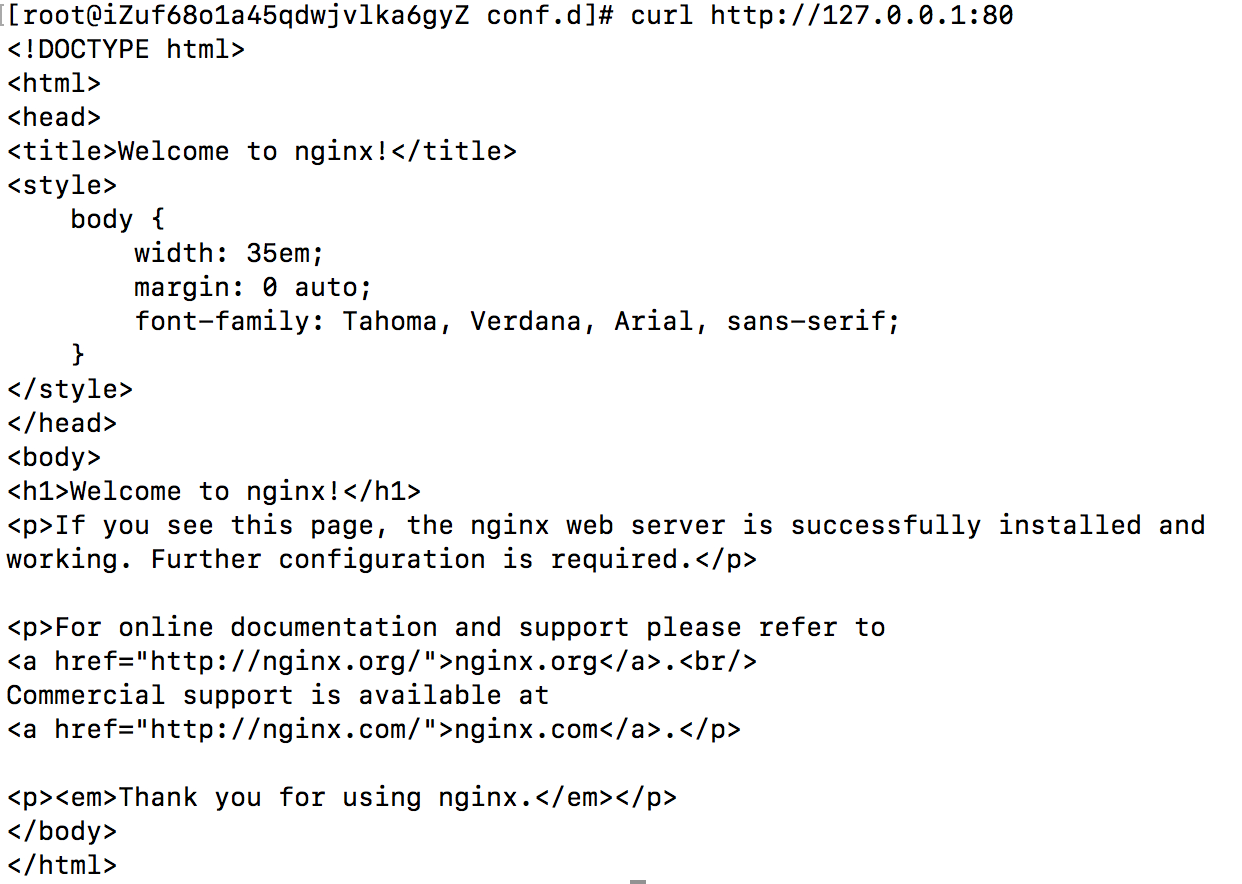 [[root@iZuf68o1a45qdwjvlka6gyZ conf.d]# curl http://127.0.0.1:80
<!DOCTYPE html>
<html>
<head>
<title>Welcome to nginx!</title>
<style>
    body {
        width: 35em;
        margin: 0 auto;
        font-family: Tahoma, Verdana, Arial, sans-serif;
    }
</style>
</head>
<body>
<h1>Welcome to nginx!</h1>
<p>If you see this page, the nginx web server is successfully installed and
working. Further configuration is required.</p>

<p>For online documentation and support please refer to
<a href="http://nginx.org/">nginx.org</a>.<br/>
Commercial support is available at
<a href="http://nginx.com/">nginx.com</a>.</p>

<p><em>Thank you for using nginx.</em></p>
</body>
</html>